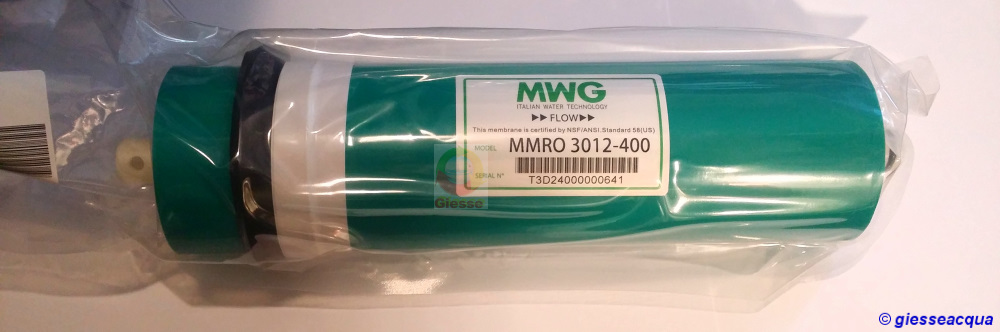 MWG
ITALIAN WATER TECHNOLOGY
▶▶ FLOW ▶▶
This membrane is certified by NSF/ANSI.Standard 58(US)
MODEL MMRO 3012-400
SERIAL N° T3D24000000641
Giesse
© giesseacqua